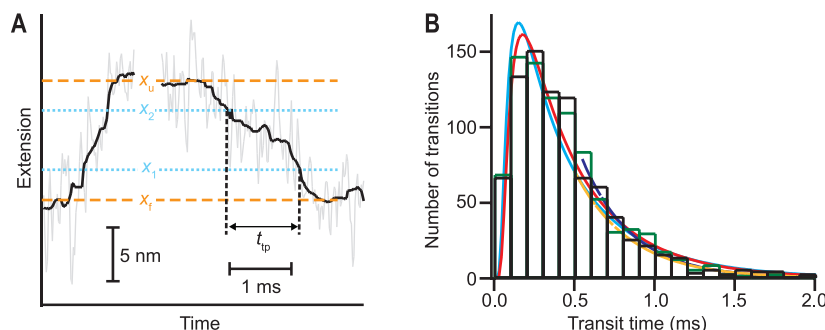 A
Extension
x_u
x_2
x_1
x_f
t_tp
5 nm
1 ms
Time
B
Number of transitions
150
100
50
0
0.0 0.5 1.0 1.5 2.0
Transit time (ms)